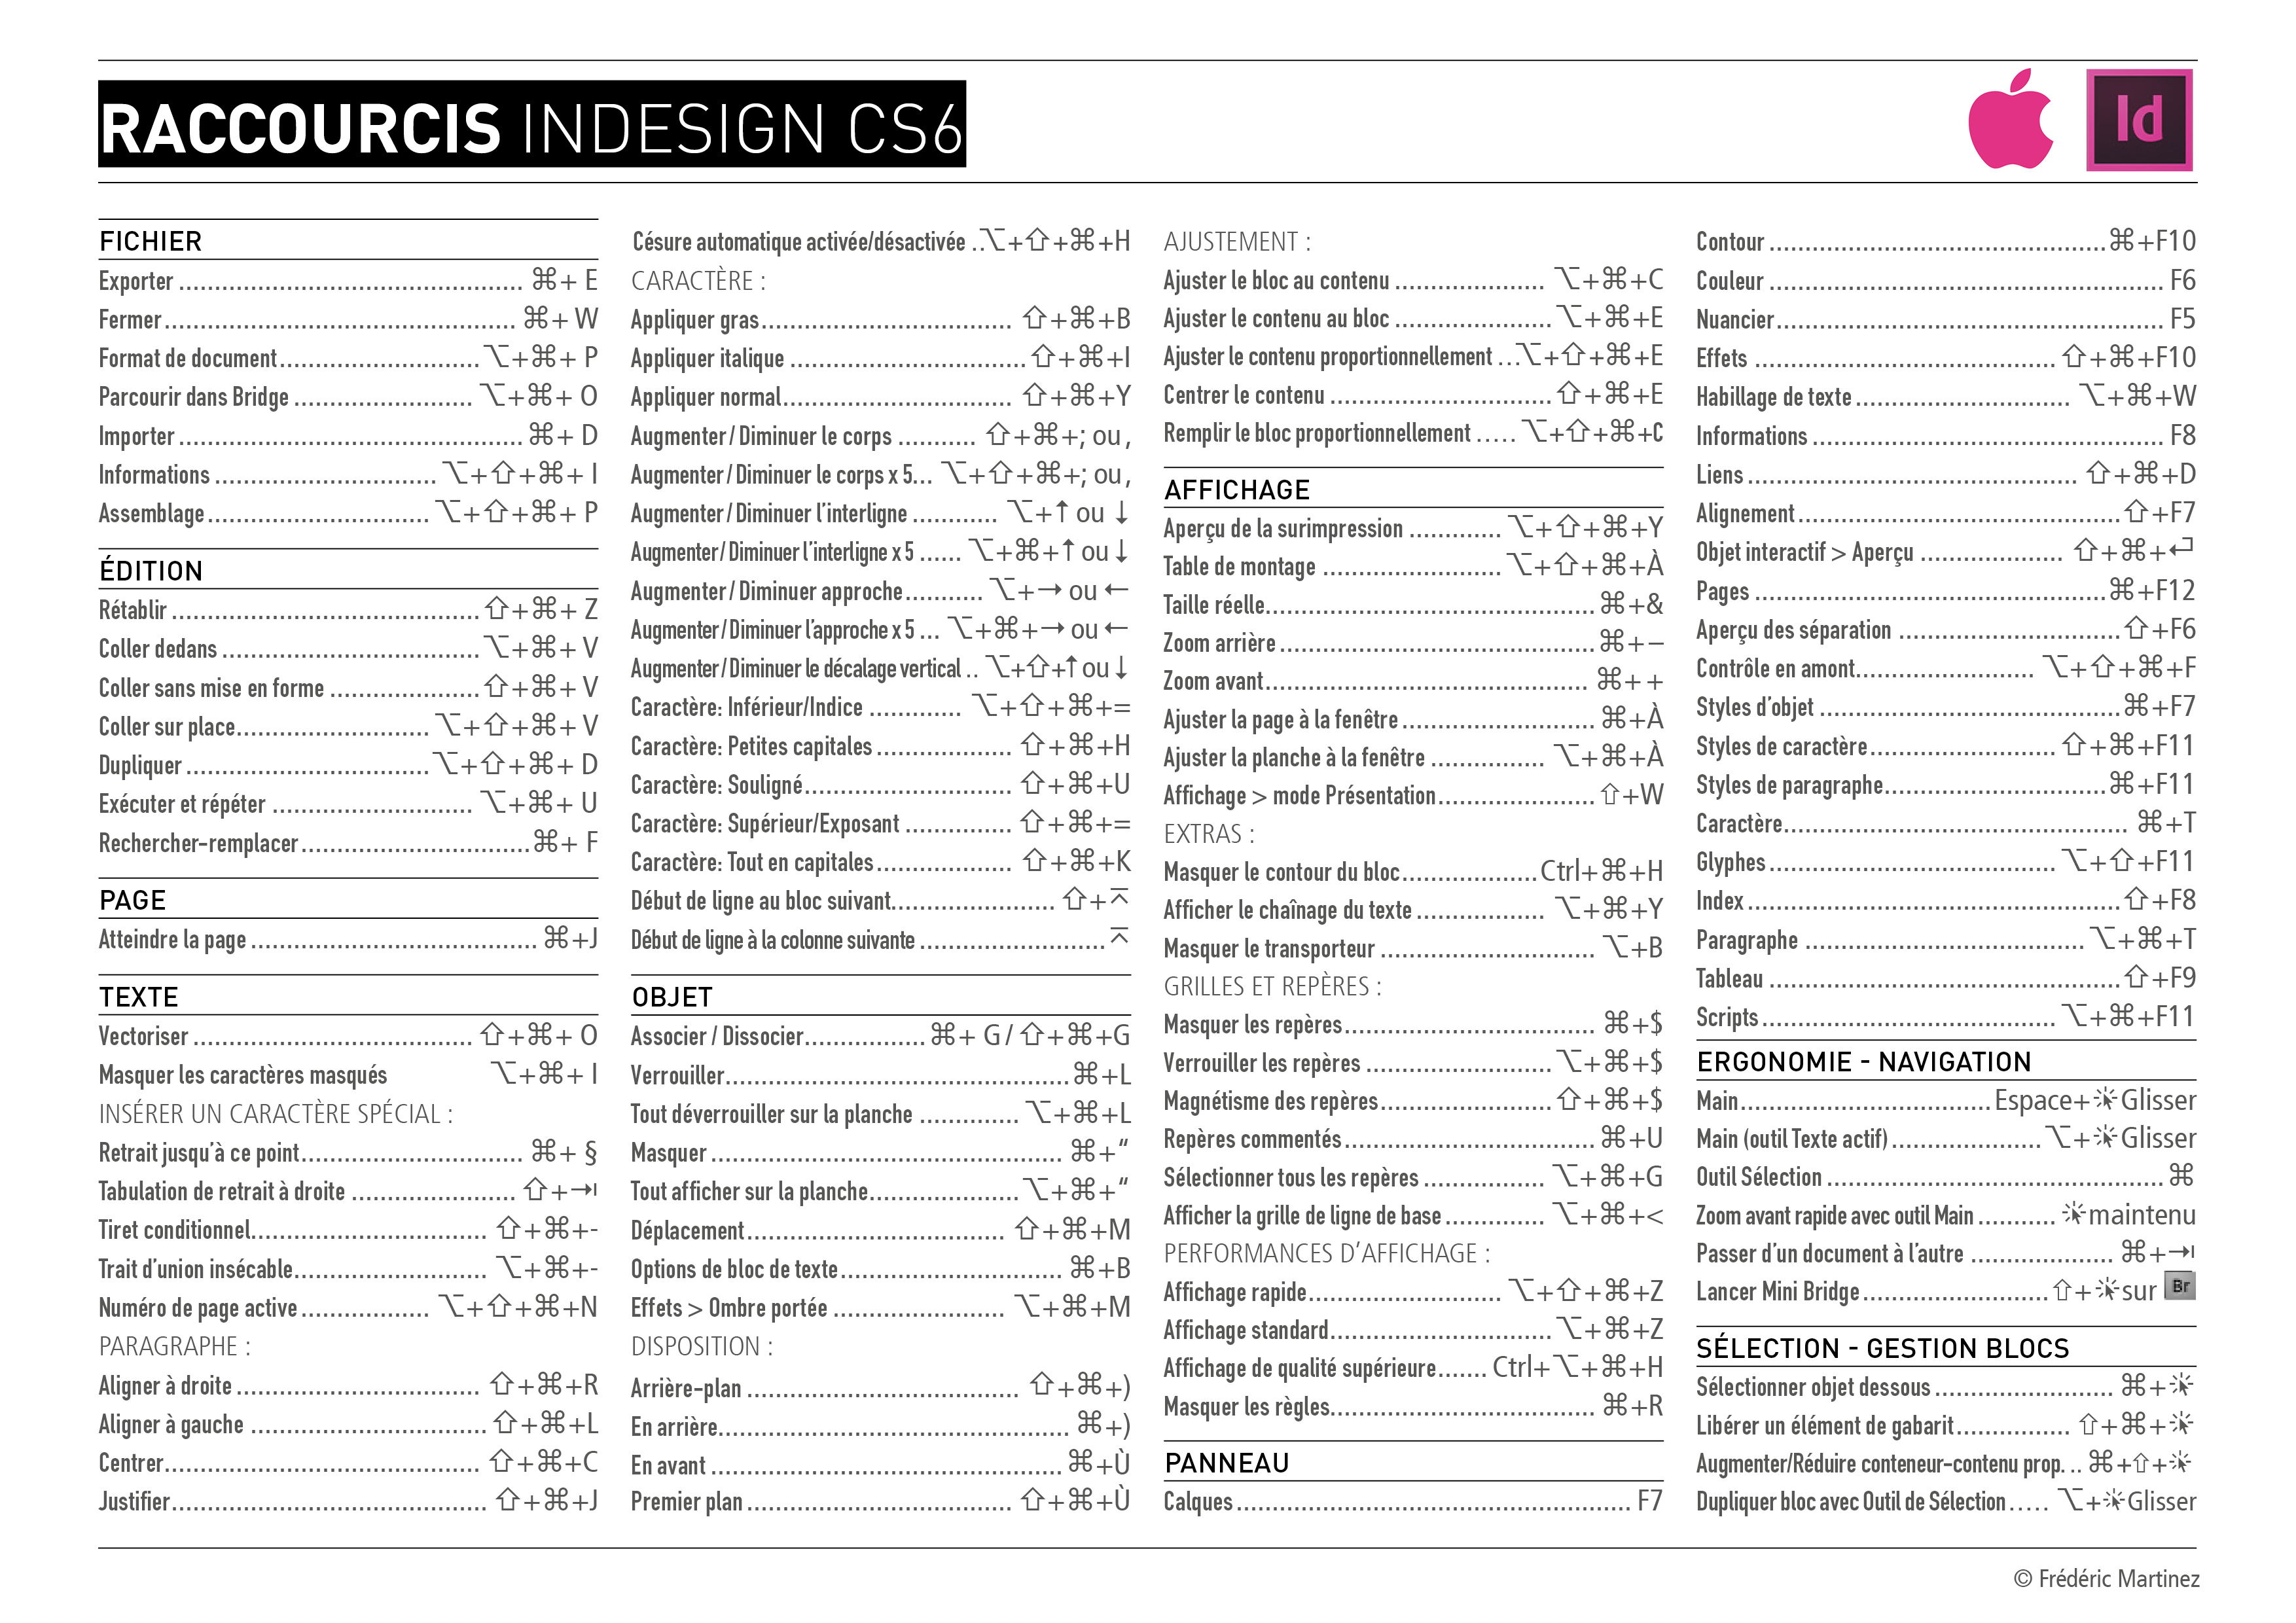 RACCOURCIS INDESIGN CS6
Id
FICHIER
Exporter ................................................ ⌘+ E
Fermer ................................................. ⌘+ W
Format de document ............................ ⌥+⌘+ P
Parcourir dans Bridge ......................... ⌥+⌘+ O
Importer ................................................ ⌘+ D
Informations ............................... ⌥+⇧+⌘+ I
Assemblage ............................... ⌥+⇧+⌘+ P
ÉDITION
Rétablir ........................................... ⇧+⌘+ Z
Coller dedans .................................... ⌥+⌘+ V
Coller sans mise en forme ..................... ⇧+⌘+ V
Coller sur place ........................... ⌥+⇧+⌘+ V
Dupliquer .................................. ⌥+⇧+⌘+ D
Exécuter et répéter ............................ ⌥+⌘+ U
Rechercher-remplacer ................................ ⌘+ F
PAGE
Atteindre la page ........................................ ⌘+J
TEXTE
Vectoriser ....................................... ⇧+⌘+ O
Masquer les caractères masqués ⌥+⌘+ I
INSÉRER UN CARACTÈRE SPÉCIAL :
Retrait jusqu’à ce point ............................... ⌘+ §
Tabulation de retrait à droite ....................... ⇧+⇥
Tiret conditionnel ................................. ⇧+⌘+-
Trait d’union insécable ........................... ⌥+⌘+-
Numéro de page active .................. ⌥+⇧+⌘+N
PARAGRAPHE :
Aligner à droite .................................. ⇧+⌘+R
Aligner à gauche ................................. ⇧+⌘+L
Centrer ............................................ ⇧+⌘+C
Justifier ............................................ ⇧+⌘+J
Césure automatique activée/désactivée .. ⌥+⇧+⌘+H
CARACTÈRE :
Appliquer gras ................................... ⇧+⌘+B
Appliquer italique ................................. ⇧+⌘+I
Appliquer normal ................................ ⇧+⌘+Y
Augmenter / Diminuer le corps ........... ⇧+⌘+; ou ,
Augmenter / Diminuer le corps x 5... ⌥+⇧+⌘+; ou ,
Augmenter / Diminuer l’interligne ............ ⌥+↑ ou ↓
Augmenter / Diminuer l’interligne x 5 ...... ⌥+⌘+↑ ou ↓
Augmenter / Diminuer approche ........... ⌥+→ ou ←
Augmenter / Diminuer l’approche x 5 ... ⌥+⌘+→ ou ←
Augmenter / Diminuer le décalage vertical .. ⌥+⇧+↑ ou ↓
Caractère: Inférieur/Indice ............. ⌥+⇧+⌘+=
Caractère: Petites capitales ................... ⇧+⌘+H
Caractère: Souligné ............................. ⇧+⌘+U
Caractère: Supérieur/Exposant ............... ⇧+⌘+=
Caractère: Tout en capitales ................... ⇧+⌘+K
Début de ligne au bloc suivant ....................... ⇧+⌤
Début de ligne à la colonne suivante .......................... ⌤
OBJET
Associer / Dissocier ................. ⌘+ G / ⇧+⌘+G
Verrouiller ................................................ ⌘+L
Tout déverrouiller sur la planche .............. ⌥+⌘+L
Masquer ................................................. ⌘+“
Tout afficher sur la planche ..................... ⌥+⌘+“
Déplacement .................................... ⇧+⌘+M
Options de bloc de texte ............................... ⌘+B
Effets > Ombre portée ........................ ⌥+⌘+M
DISPOSITION :
Arrière-plan ...................................... ⇧+⌘+)
En arrière ................................................. ⌘+)
En avant ................................................. ⌘+Ù
Premier plan ..................................... ⇧+⌘+Ù
AJUSTEMENT :
Ajuster le bloc au contenu ..................... ⌥+⌘+C
Ajuster le contenu au bloc ...................... ⌥+⌘+E
Ajuster le contenu proportionnellement ... ⌥+⇧+⌘+E
Centrer le contenu ............................... ⇧+⌘+E
Remplir le bloc proportionnellement ..... ⌥+⇧+⌘+C
AFFICHAGE
Aperçu de la surimpression ............. ⌥+⇧+⌘+Y
Table de montage ......................... ⌥+⇧+⌘+À
Taille réelle .............................................. ⌘+&
Zoom arrière ............................................ ⌘+–
Zoom avant ............................................. ⌘+ +
Ajuster la page à la fenêtre ........................... ⌘+À
Ajuster la planche à la fenêtre ................ ⌥+⌘+À
Affichage > mode Présentation ...................... ⇧+W
EXTRAS :
Masquer le contour du bloc ................... Ctrl+⌘+H
Afficher le chaînage du texte .................. ⌥+⌘+Y
Masquer le transporteur .............................. ⌥+B
GRILLES ET REPÈRES :
Masquer les repères ................................... ⌘+$
Verrouiller les repères .......................... ⌥+⌘+$
Magnétisme des repères ........................ ⇧+⌘+$
Repères commentés ................................... ⌘+U
Sélectionner tous les repères ................. ⌥+⌘+G
Afficher la grille de ligne de base .............. ⌥+⌘+<
PERFORMANCES D’AFFICHAGE :
Affichage rapide ........................... ⌥+⇧+⌘+Z
Affichage standard ............................... ⌥+⌘+Z
Affichage de qualité supérieure ....... Ctrl+⌥+⌘+H
Masquer les règles ..................................... ⌘+R
PANNEAU
Calques ....................................................... F7
Contour ............................................... ⌘+F10
Couleur ....................................................... F6
Nuancier ...................................................... F5
Effets .......................................... ⇧+⌘+F10
Habillage de texte .............................. ⌥+⌘+W
Informations ................................................. F8
Liens .............................................. ⇧+⌘+D
Alignement ............................................. ⇧+F7
Objet interactif > Aperçu .................... ⇧+⌘+↵
Pages ................................................. ⌘+F12
Aperçu des séparation ............................... ⇧+F6
Contrôle en amont ......................... ⌥+⇧+⌘+F
Styles d’objet .......................................... ⌘+F7
Styles de caractère .......................... ⇧+⌘+F11
Styles de paragraphe ............................... ⌘+F11
Caractère ................................................ ⌘+T
Glyphes ........................................ ⌥+⇧+F11
Index .................................................... ⇧+F8
Paragraphe ....................................... ⌥+⌘+T
Tableau ................................................. ⇧+F9
Scripts ......................................... ⌥+⌘+F11
ERGONOMIE - NAVIGATION
Main ................................... Espace+ Glisser
Main (outil Texte actif) ..................... ⌥+ Glisser
Outil Sélection ............................................... ⌘
Zoom avant rapide avec outil Main ........... maintenu
Passer d’un document à l’autre .................... ⌘+⇥
Lancer Mini Bridge .......................... ⇧+ sur Br
SÉLECTION - GESTION BLOCS
Sélectionner objet dessous ......................... ⌘+
Libérer un élément de gabarit ................ ⇧+⌘+
Augmenter/Réduire conteneur-contenu prop. .. ⌘+⇧+
Dupliquer bloc avec Outil de Sélection ..... ⌥+ Glisser
© Frédéric Martinez